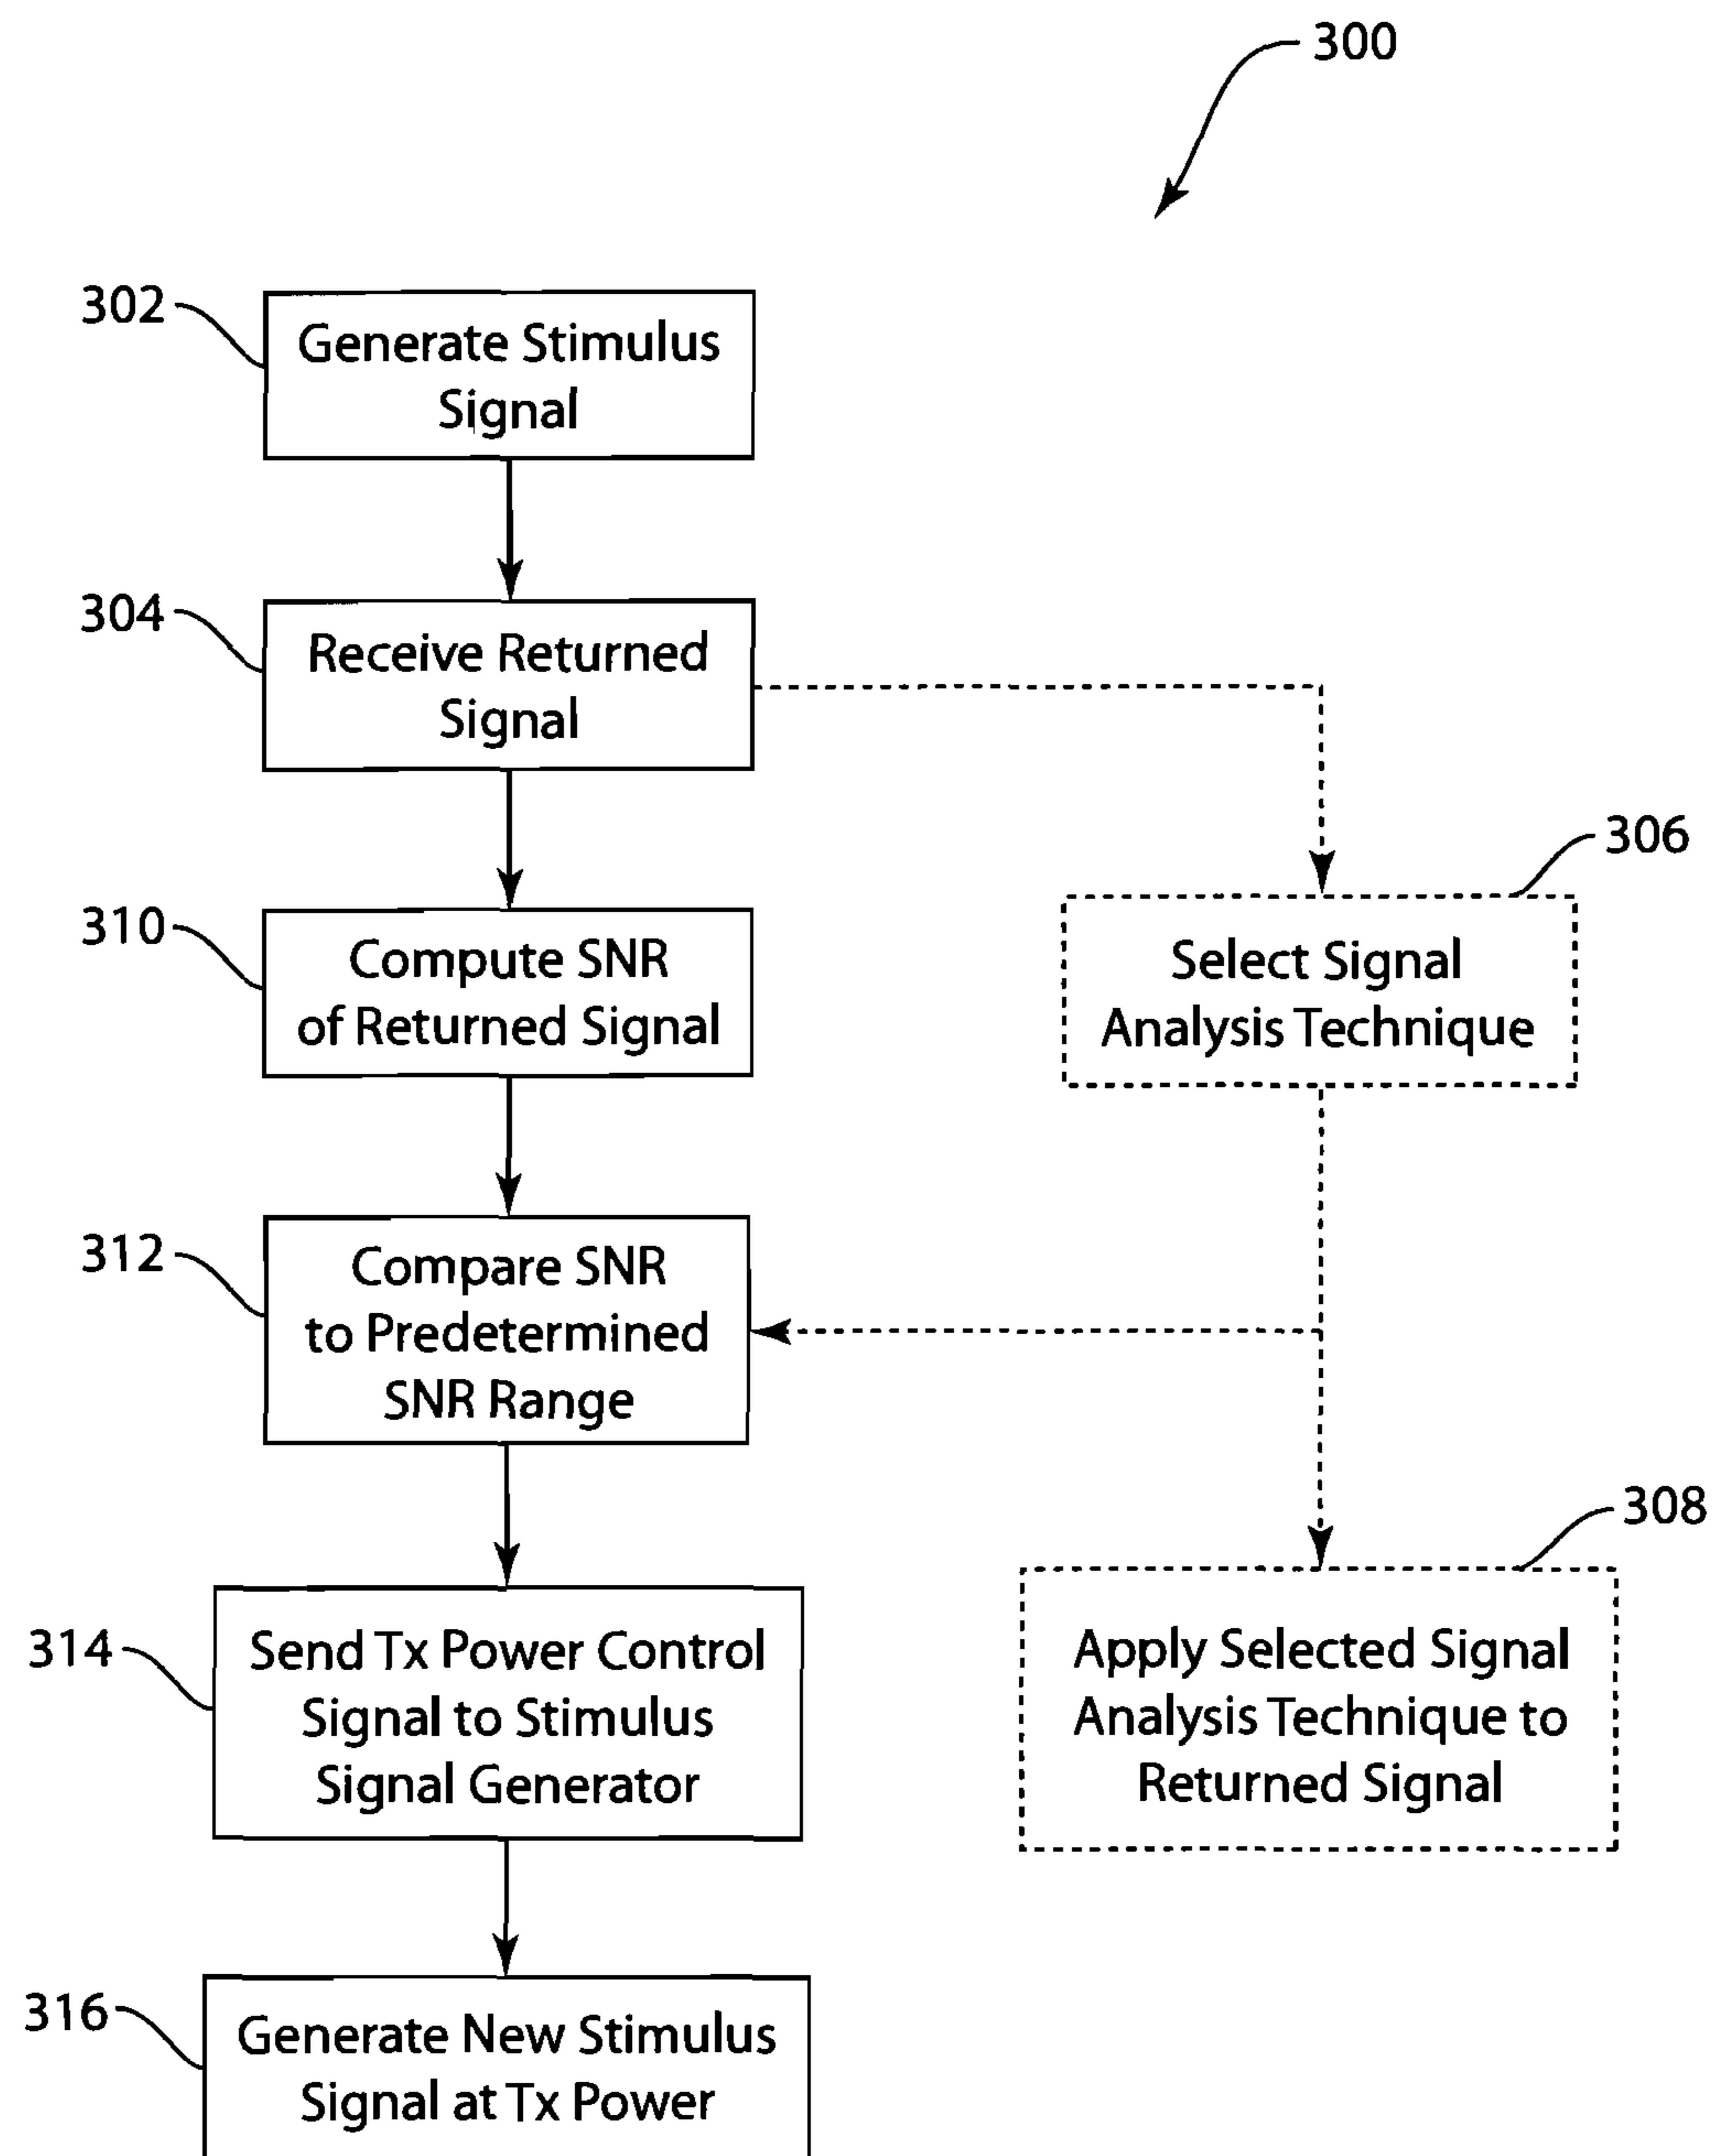 300
302
Generate Stimulus
Signal
304
Receive Returned
Signal
306
Select Signal
Analysis Technique
310
Compute SNR
of Returned Signal
312
Compare SNR
to Predetermined
SNR Range
308
Apply Selected Signal
Analysis Technique to
Returned Signal
314
Send Tx Power Control
Signal to Stimulus
Signal Generator
316
Generate New Stimulus
Signal at Tx Power